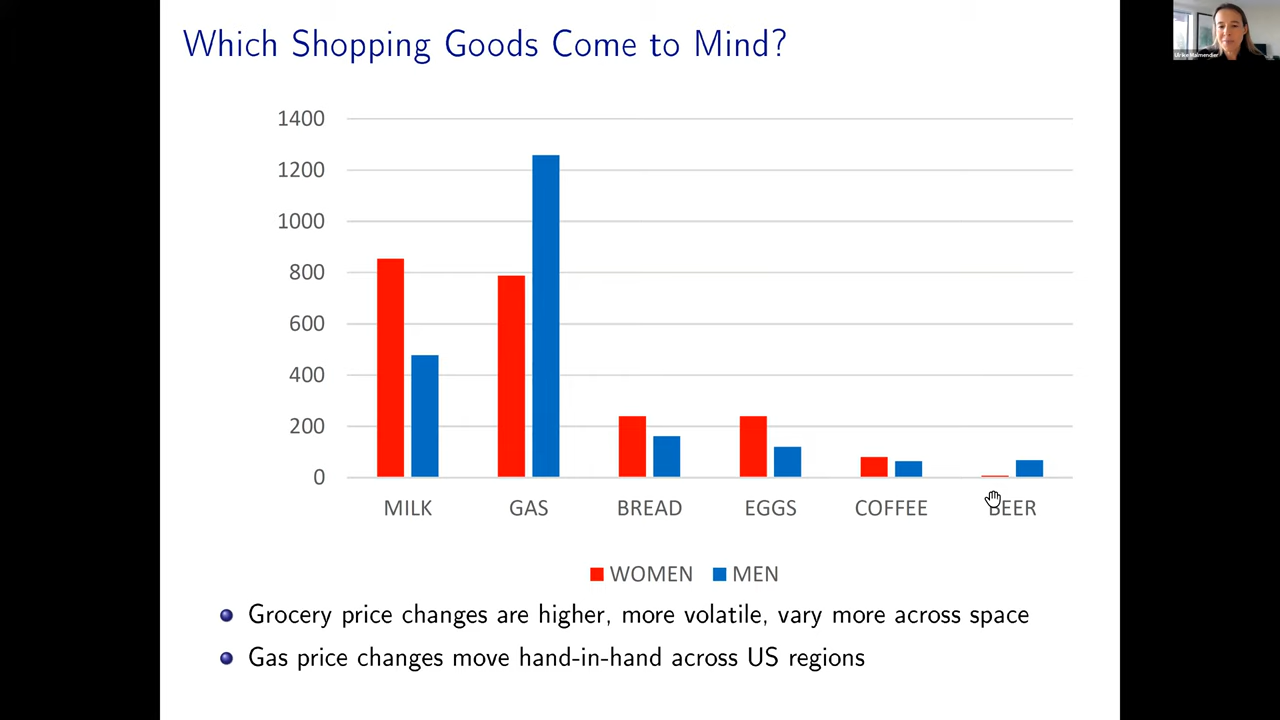 Which Shopping Goods Come to Mind?
Ulrike Malmendier
1400
1200
1000
800
600
400
200
0
MILK GAS BREAD EGGS COFFEE BEER
WOMEN MEN
Grocery price changes are higher, more volatile, vary more across space
Gas price changes move hand-in-hand across US regions